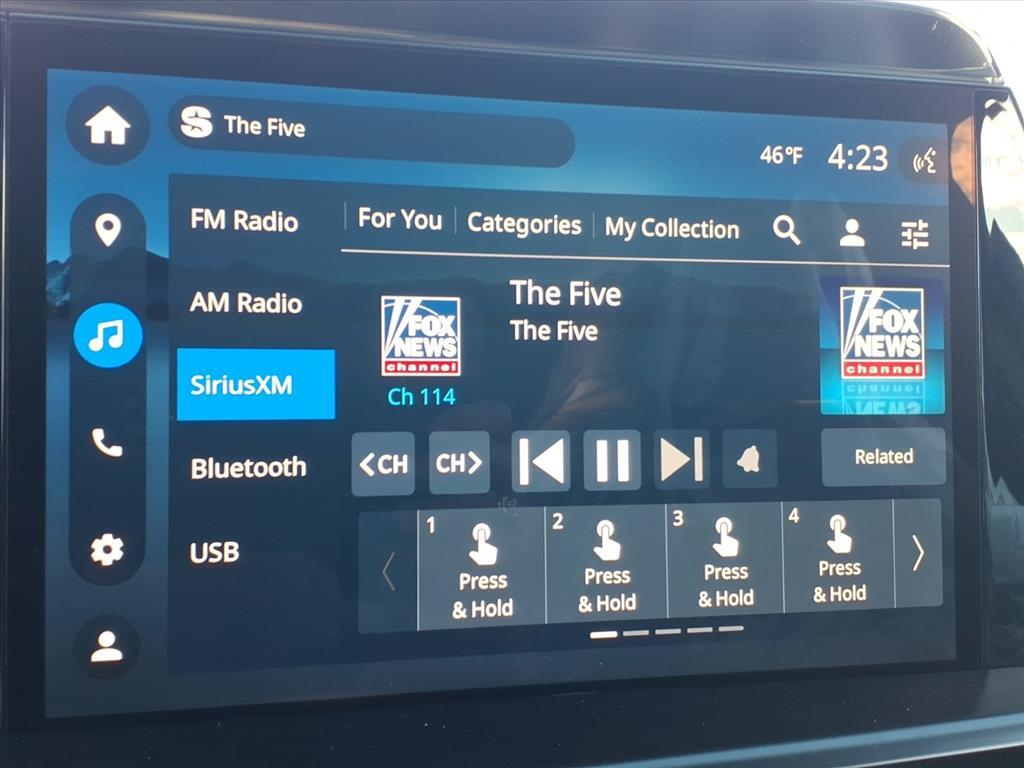 The Five
46°F 4:23
FM Radio
For You
Categories
My Collection
AM Radio
SiriusXM
Bluetooth
USB
FOX
NEWS
channel
Ch 114
The Five
The Five
FOX
NEWS
channel
<CH
CH>
Related
1
Press
& Hold
2
Press
& Hold
3
Press
& Hold
4
Press
& Hold